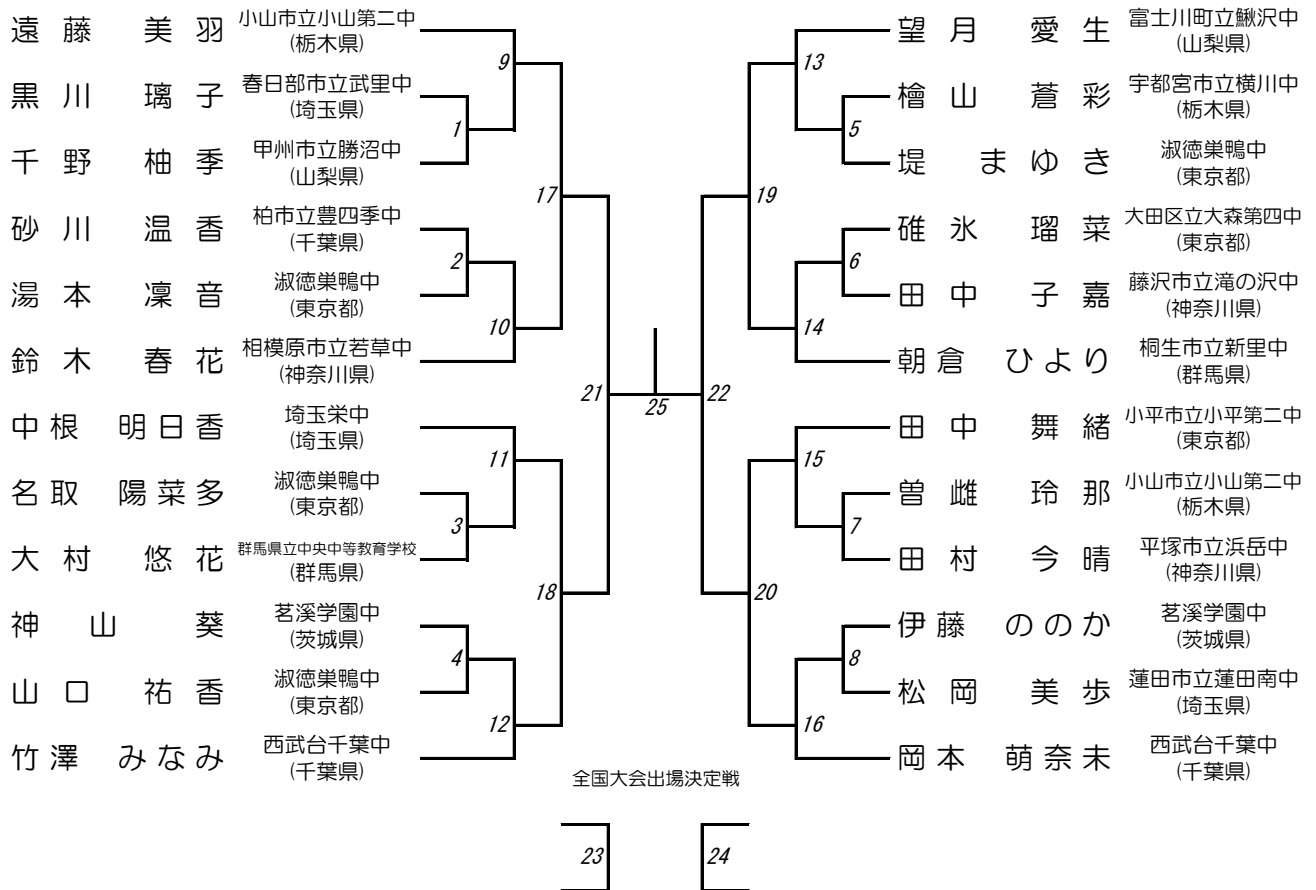 遠藤 美羽 小山市立小山第二中
(栃木県)
黒川 璃子 春日部市立武里中
(埼玉県)
千野 柚季 甲州市立勝沼中
(山梨県)
砂川 温香 柏市立豊四季中
(千葉県)
湯本 凜音 淑徳巣鴨中
(東京都)
鈴木 春花 相模原市立若草中
(神奈川県)
中根 明日香 埼玉栄中
(埼玉県)
名取 陽菜多 淑徳巣鴨中
(東京都)
大村 悠花 群馬県立中央中等教育学校
(群馬県)
神山 葵 茗溪学園中
(茨城県)
山口 祐香 淑徳巣鴨中
(東京都)
竹澤 みなみ 西武台千葉中
(千葉県)
9
1
17
2
10
21
11
3
18
4
12
25
13
5
19
6
14
22
15
7
20
8
16
望月 愛生 富士川町立鰍沢中
(山梨県)
檜山 蒼彩 宇都宮市立横川中
(栃木県)
堤 まゆき 淑徳巣鴨中
(東京都)
碓氷 瑠菜 大田区立大森第四中
(東京都)
田中 子嘉 藤沢市立滝の沢中
(神奈川県)
朝倉 ひより 桐生市立新里中
(群馬県)
田中 舞緒 小平市立小平第二中
(東京都)
曽雌 玲那 小山市立小山第二中
(栃木県)
田村 今晴 平塚市立浜岳中
(神奈川県)
伊藤 ののか 茗溪学園中
(茨城県)
松岡 美歩 蓮田市立蓮田南中
(埼玉県)
岡本 萌奈未 西武台千葉中
(千葉県)
全国大会出場決定戦
23
24